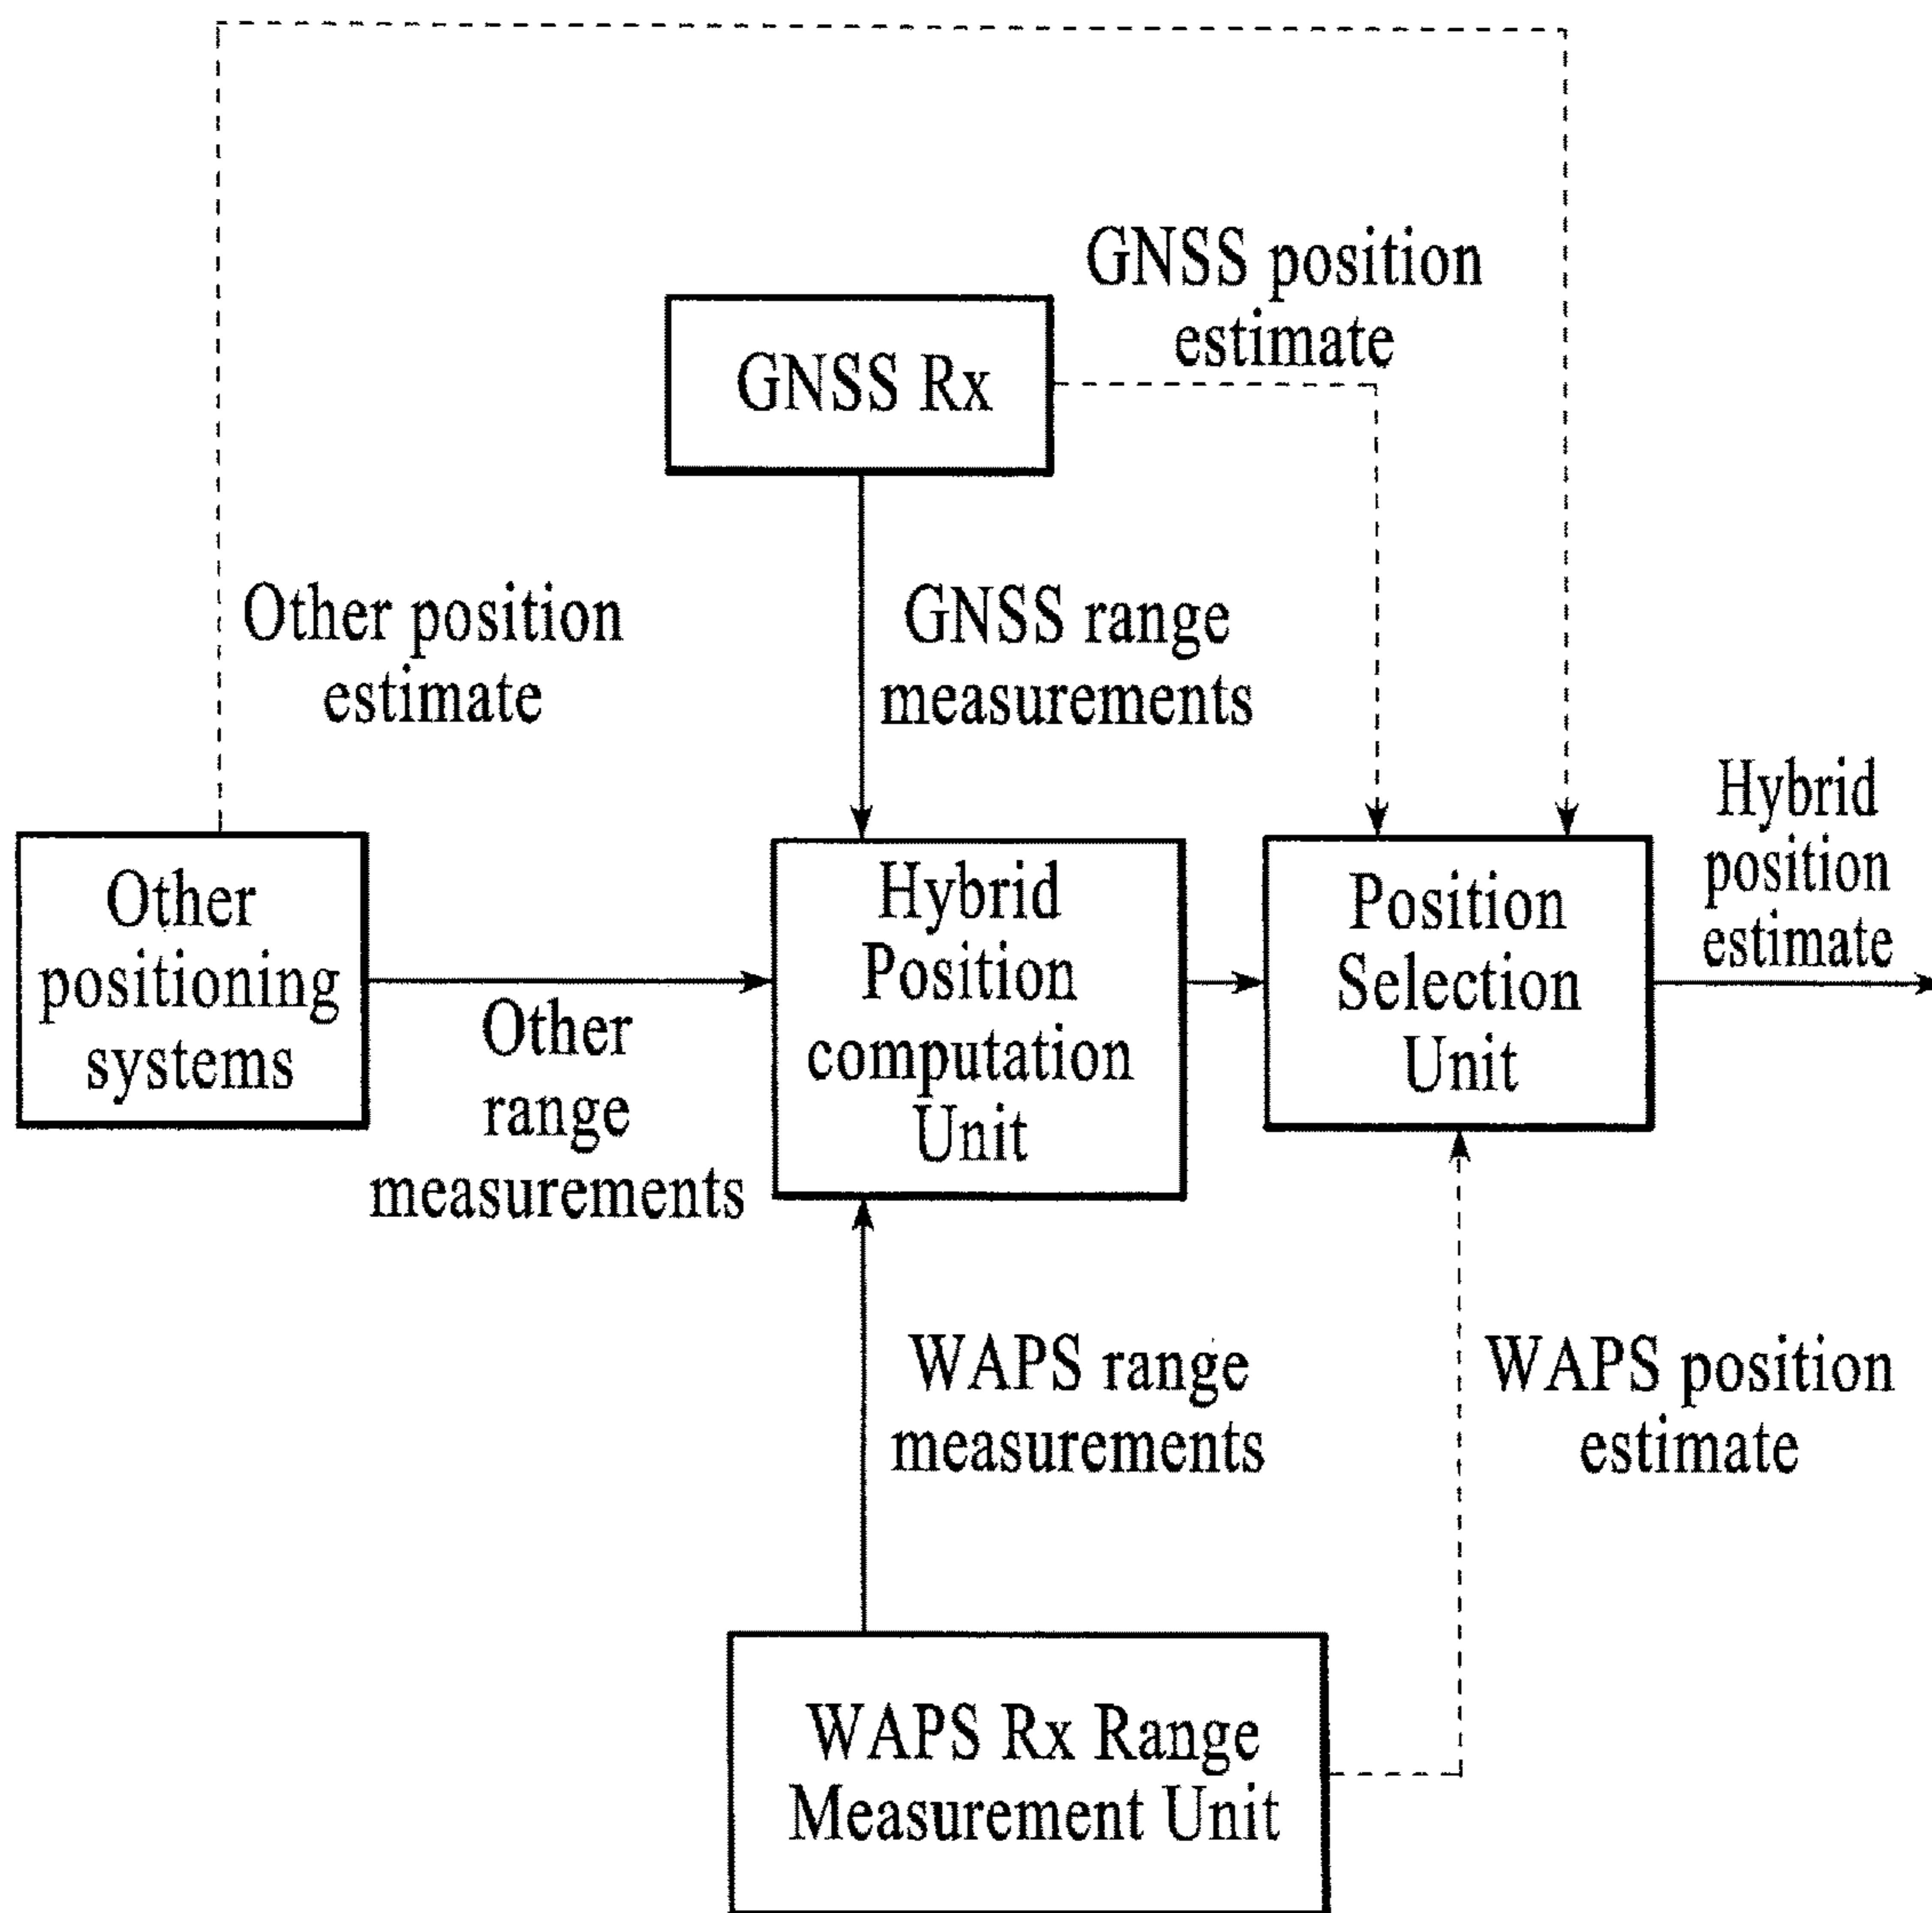 GNSS position
estimate
GNSS Rx
Other position
estimate
GNSS range
measurements
Hybrid
position
estimate
Other
positioning
systems
Other
range
measurements
Hybrid
Position
computation
Unit
Position
Selection
Unit
WAPS range
measurements
WAPS position
estimate
WAPS Rx Range
Measurement Unit